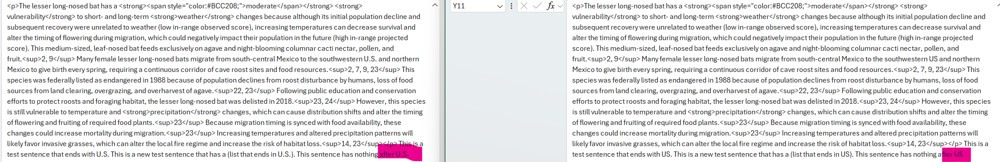 <p>The lesser long-nosed bat has a <strong><span style="color:#BCC208;">moderate</span></strong> <strong>
vulnerability</strong> to short- and long-term <strong>weather</strong> changes because although its initial population decline and
subsequent recovery were unrelated to weather (low in-range observed score), increasing temperatures can decrease survival and
alter the timing of flowering during migration, which could negatively impact their population in the future (high in-range projected
score). This medium-sized, leaf-nosed bat feeds exclusively on agave and night-blooming columnar cacti nectar, pollen, and
fruit.<sup>2, 9</sup> Many female lesser long-nosed bats migrate from south-central Mexico to the southwestern U.S. and northern
Mexico to give birth every spring, requiring a continuous corridor of cave roost sites and food resources.<sup>2, 7, 9, 23</sup> This
species was federally listed as endangered in 1988 because of population declines from roost disturbance by humans, loss of food
sources from land clearing, overgrazing, and overharvest of agave.<sup>22, 23</sup> Following public education and conservation
efforts to protect roosts and foraging habitat, the lesser long-nosed bat was delisted in 2018.<sup>23, 24</sup> However, this species
is still vulnerable to temperature and <strong>precipitation</strong> changes, which can cause distribution shifts and alter the timing
of flowering and fruiting of required food plants.<sup>23</sup> Because migration timing is synced with food availability, these
changes could increase mortality during migration.<sup>23</sup> Increasing temperatures and altered precipitation patterns will
likely favor invasive grasses, which can alter the local fire regime and increase the risk of habitat loss.<sup>14, 23</sup></p> This is a
test sentence that ends with U.S. This is a new test sentence that has a (list that ends in U.S.). This sentence has nothing after U.S.
Y11
fx
<p>The lesser long-nosed bat has a <strong><span style="color:#BCC208;">moderate</span></strong> <strong>
vulnerability</strong> to short- and long-term <strong>weather</strong> changes because although its initial population decline and
subsequent recovery were unrelated to weather (low in-range observed score), increasing temperatures can decrease survival and
alter the timing of flowering during migration, which could negatively impact their population in the future (high in-range projected
score). This medium-sized, leaf-nosed bat feeds exclusively on agave and night-blooming columnar cacti nectar, pollen, and
fruit.<sup>2, 9</sup> Many female lesser long-nosed bats migrate from south-central Mexico to the southwestern US and northern
Mexico to give birth every spring, requiring a continuous corridor of cave roost sites and food resources.<sup>2, 7, 9, 23</sup> This
species was federally listed as endangered in 1988 because of population declines from roost disturbance by humans, loss of food
sources from land clearing, overgrazing, and overharvest of agave.<sup>22, 23</sup> Following public education and conservation
efforts to protect roosts and foraging habitat, the lesser long-nosed bat was delisted in 2018.<sup>23, 24</sup> However, this species
is still vulnerable to temperature and <strong>precipitation</strong> changes, which can cause distribution shifts and alter the timing
of flowering and fruiting of required food plants.<sup>23</sup> Because migration timing is synced with food availability, these
changes could increase mortality during migration.<sup>23</sup> Increasing temperatures and altered precipitation patterns will
likely favor invasive grasses, which can alter the local fire regime and increase the risk of habitat loss.<sup>14, 23</sup></p> This is a
test sentence that ends with US. This is a new test sentence that has a (list that ends in US). This sentence has nothing after US